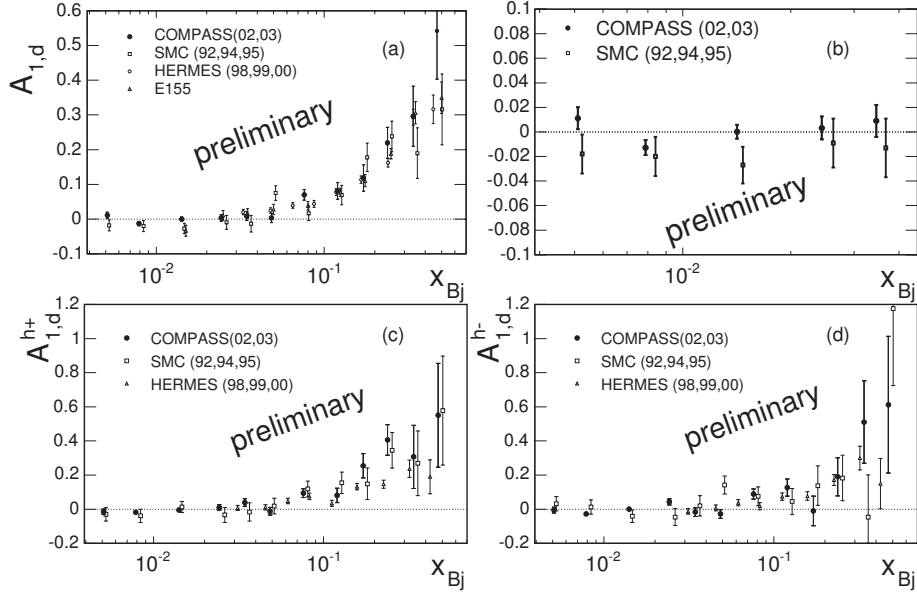 A1,d
0.6
0.5
0.4
0.3
0.2
0.1
0
-0.1
COMPASS(02,03)
SMC (92,94,95)
HERMES (98,99,00)
E155
(a)
preliminary
10-2
10-1
xBj
0.1
0.08
0.06
0.04
0.02
0
-0.02
-0.04
-0.06
-0.08
-0.1
COMPASS (02,03)
SMC (92,94,95)
(b)
preliminary
10-2
xBj
A1,d h+
1.2
1
0.8
0.6
0.4
0.2
0
-0.2
COMPASS(02,03)
SMC (92,94,95)
HERMES (98,99,00)
(c)
preliminary
10-2
10-1
xBj
A1,d h-
1.2
1
0.8
0.6
0.4
0.2
0
-0.2
COMPASS(02,03)
SMC (92,94,95)
HERMES (98,99,00)
(d)
preliminary
10-2
10-1
xBj